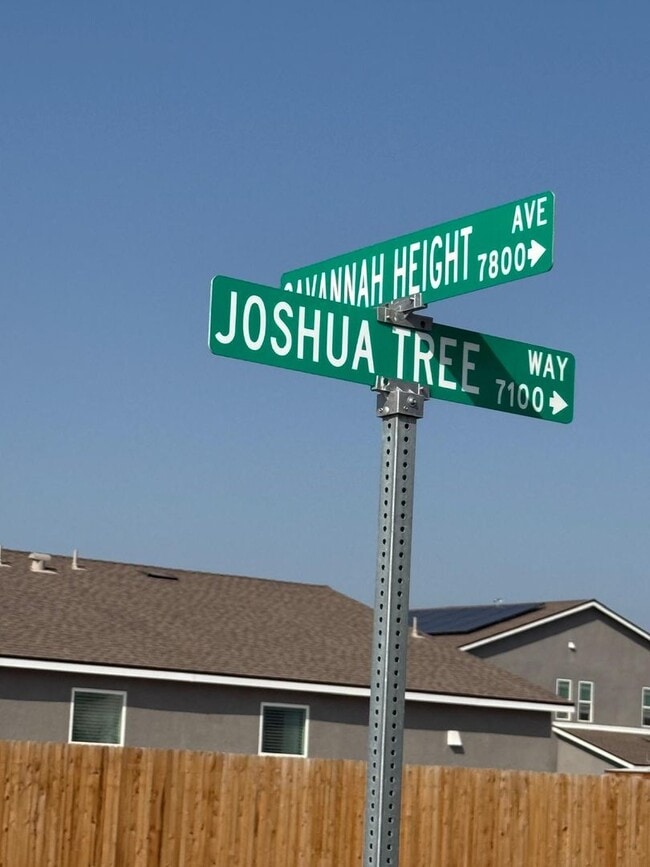 SAVANNAH HEIGHT AVE
7800
JOSHUA TREE WAY
7100